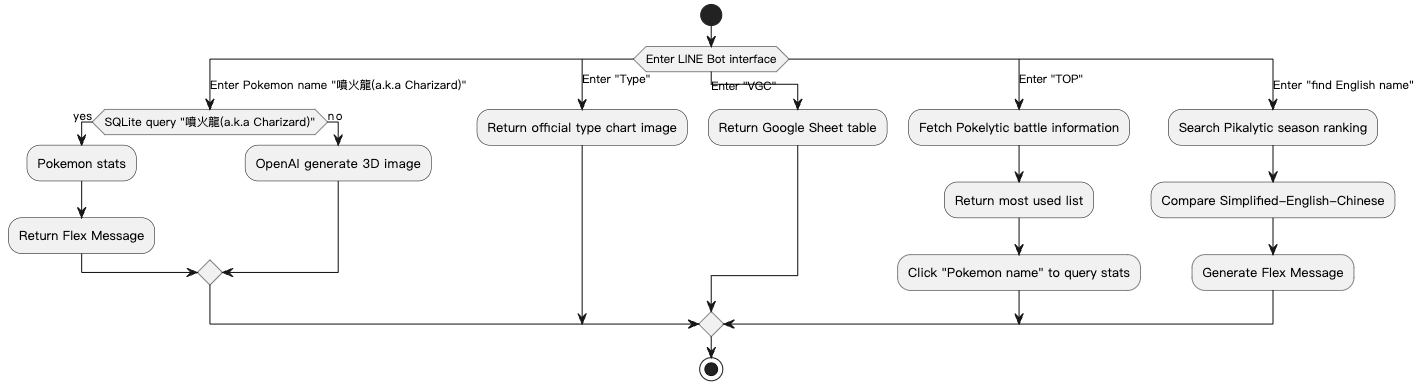 Enter LINE Bot interface
Enter Pokemon name "噴火龍(a.k.a Charizard)"
Enter "Type"
Enter "VGC"
Enter "TOP"
Enter "find English name"
yes
SQLite query "噴火龍(a.k.a Charizard)"
no
Pokemon stats
OpenAI generate 3D image
Return Flex Message
Return official type chart image
Return Google Sheet table
Fetch Pokelytic battle information
Return most used list
Click "Pokemon name" to query stats
Search Pikalytic season ranking
Compare Simplified-English-Chinese
Generate Flex Message